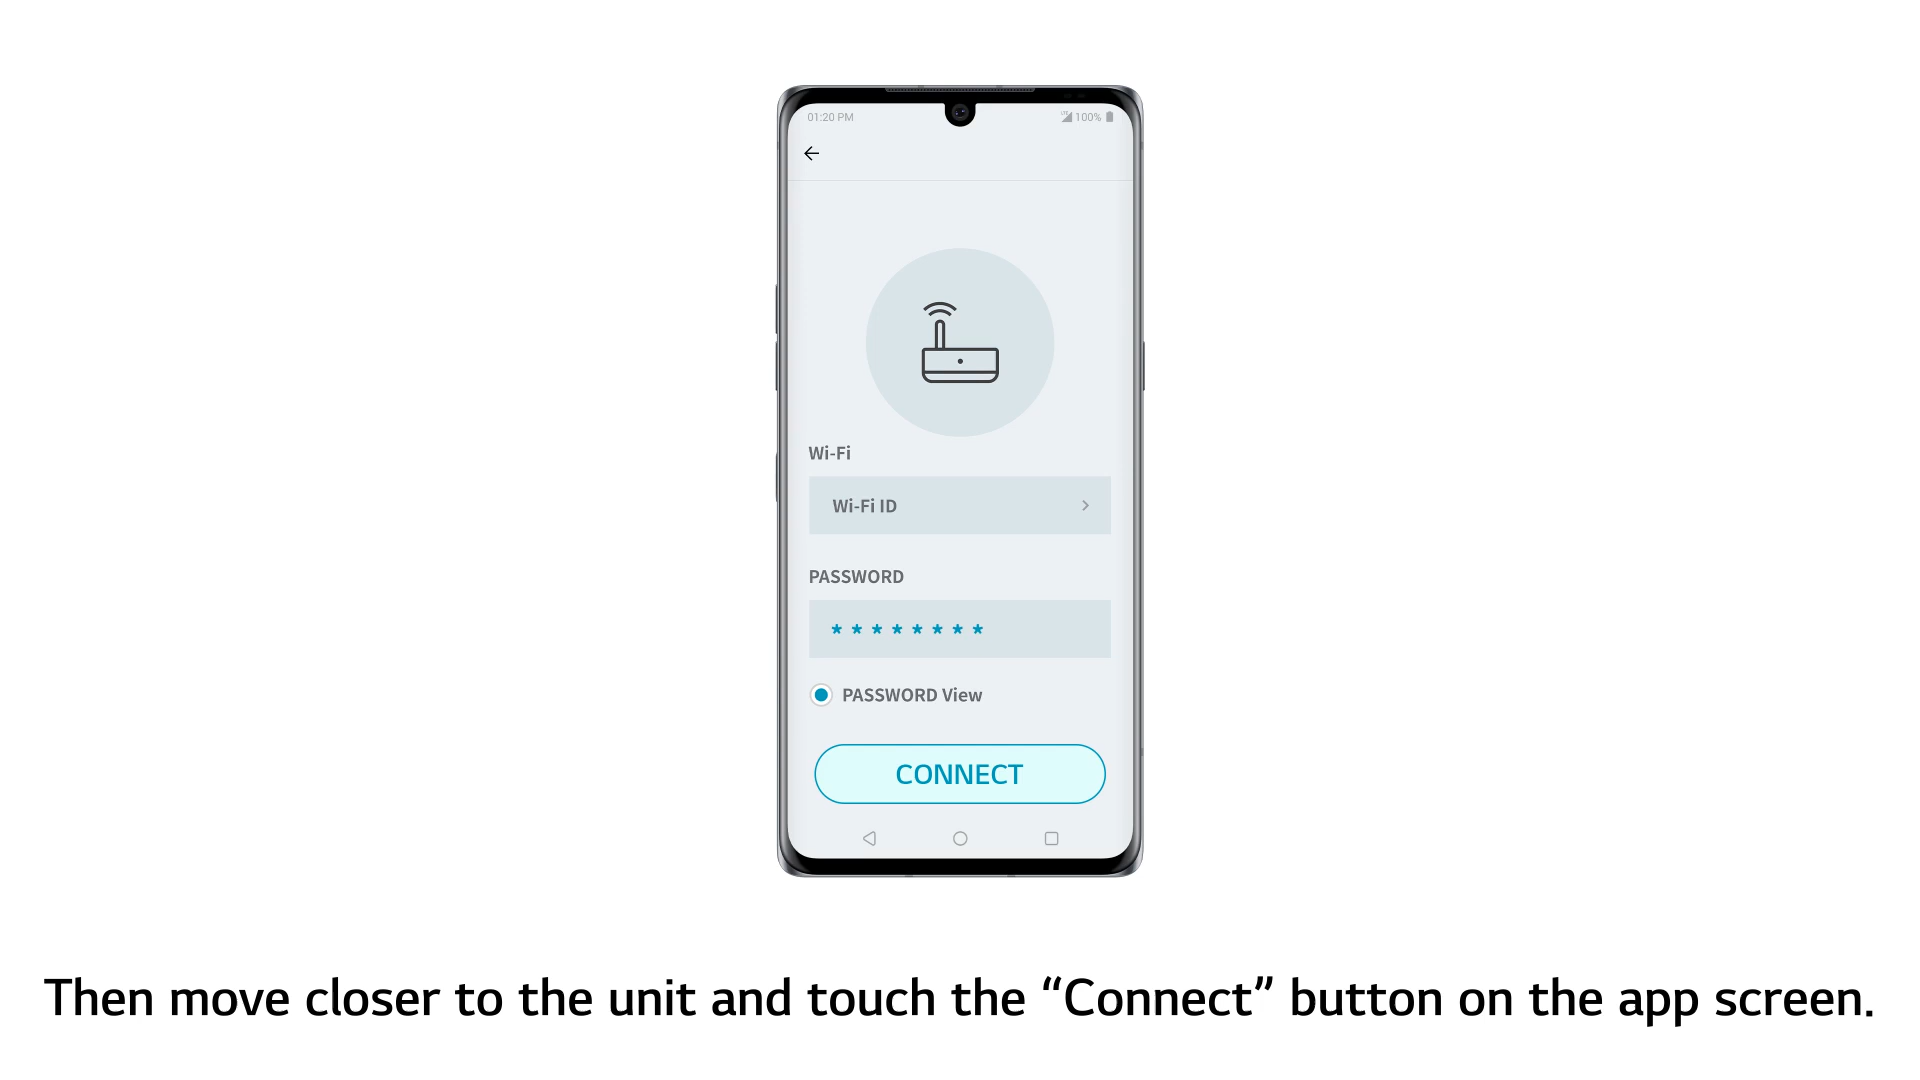 01:20 PM
100%
Wi-Fi
Wi-Fi ID
PASSWORD
* * * * * * * *
PASSWORD View
CONNECT
Then move closer to the unit and touch the “Connect” button on the app screen.